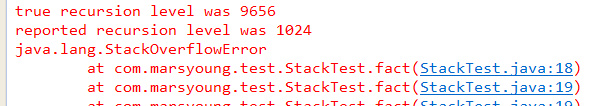 true recursion level was 9656
reported recursion level was 1024
java.lang.StackOverflowError
at com.marsyoung.test.StackTest.fact(StackTest.java:18)
at com.marsyoung.test.StackTest.fact(StackTest.java:19)
at com.marsyoung.test.StackTest.fact(StackTest.java:19)